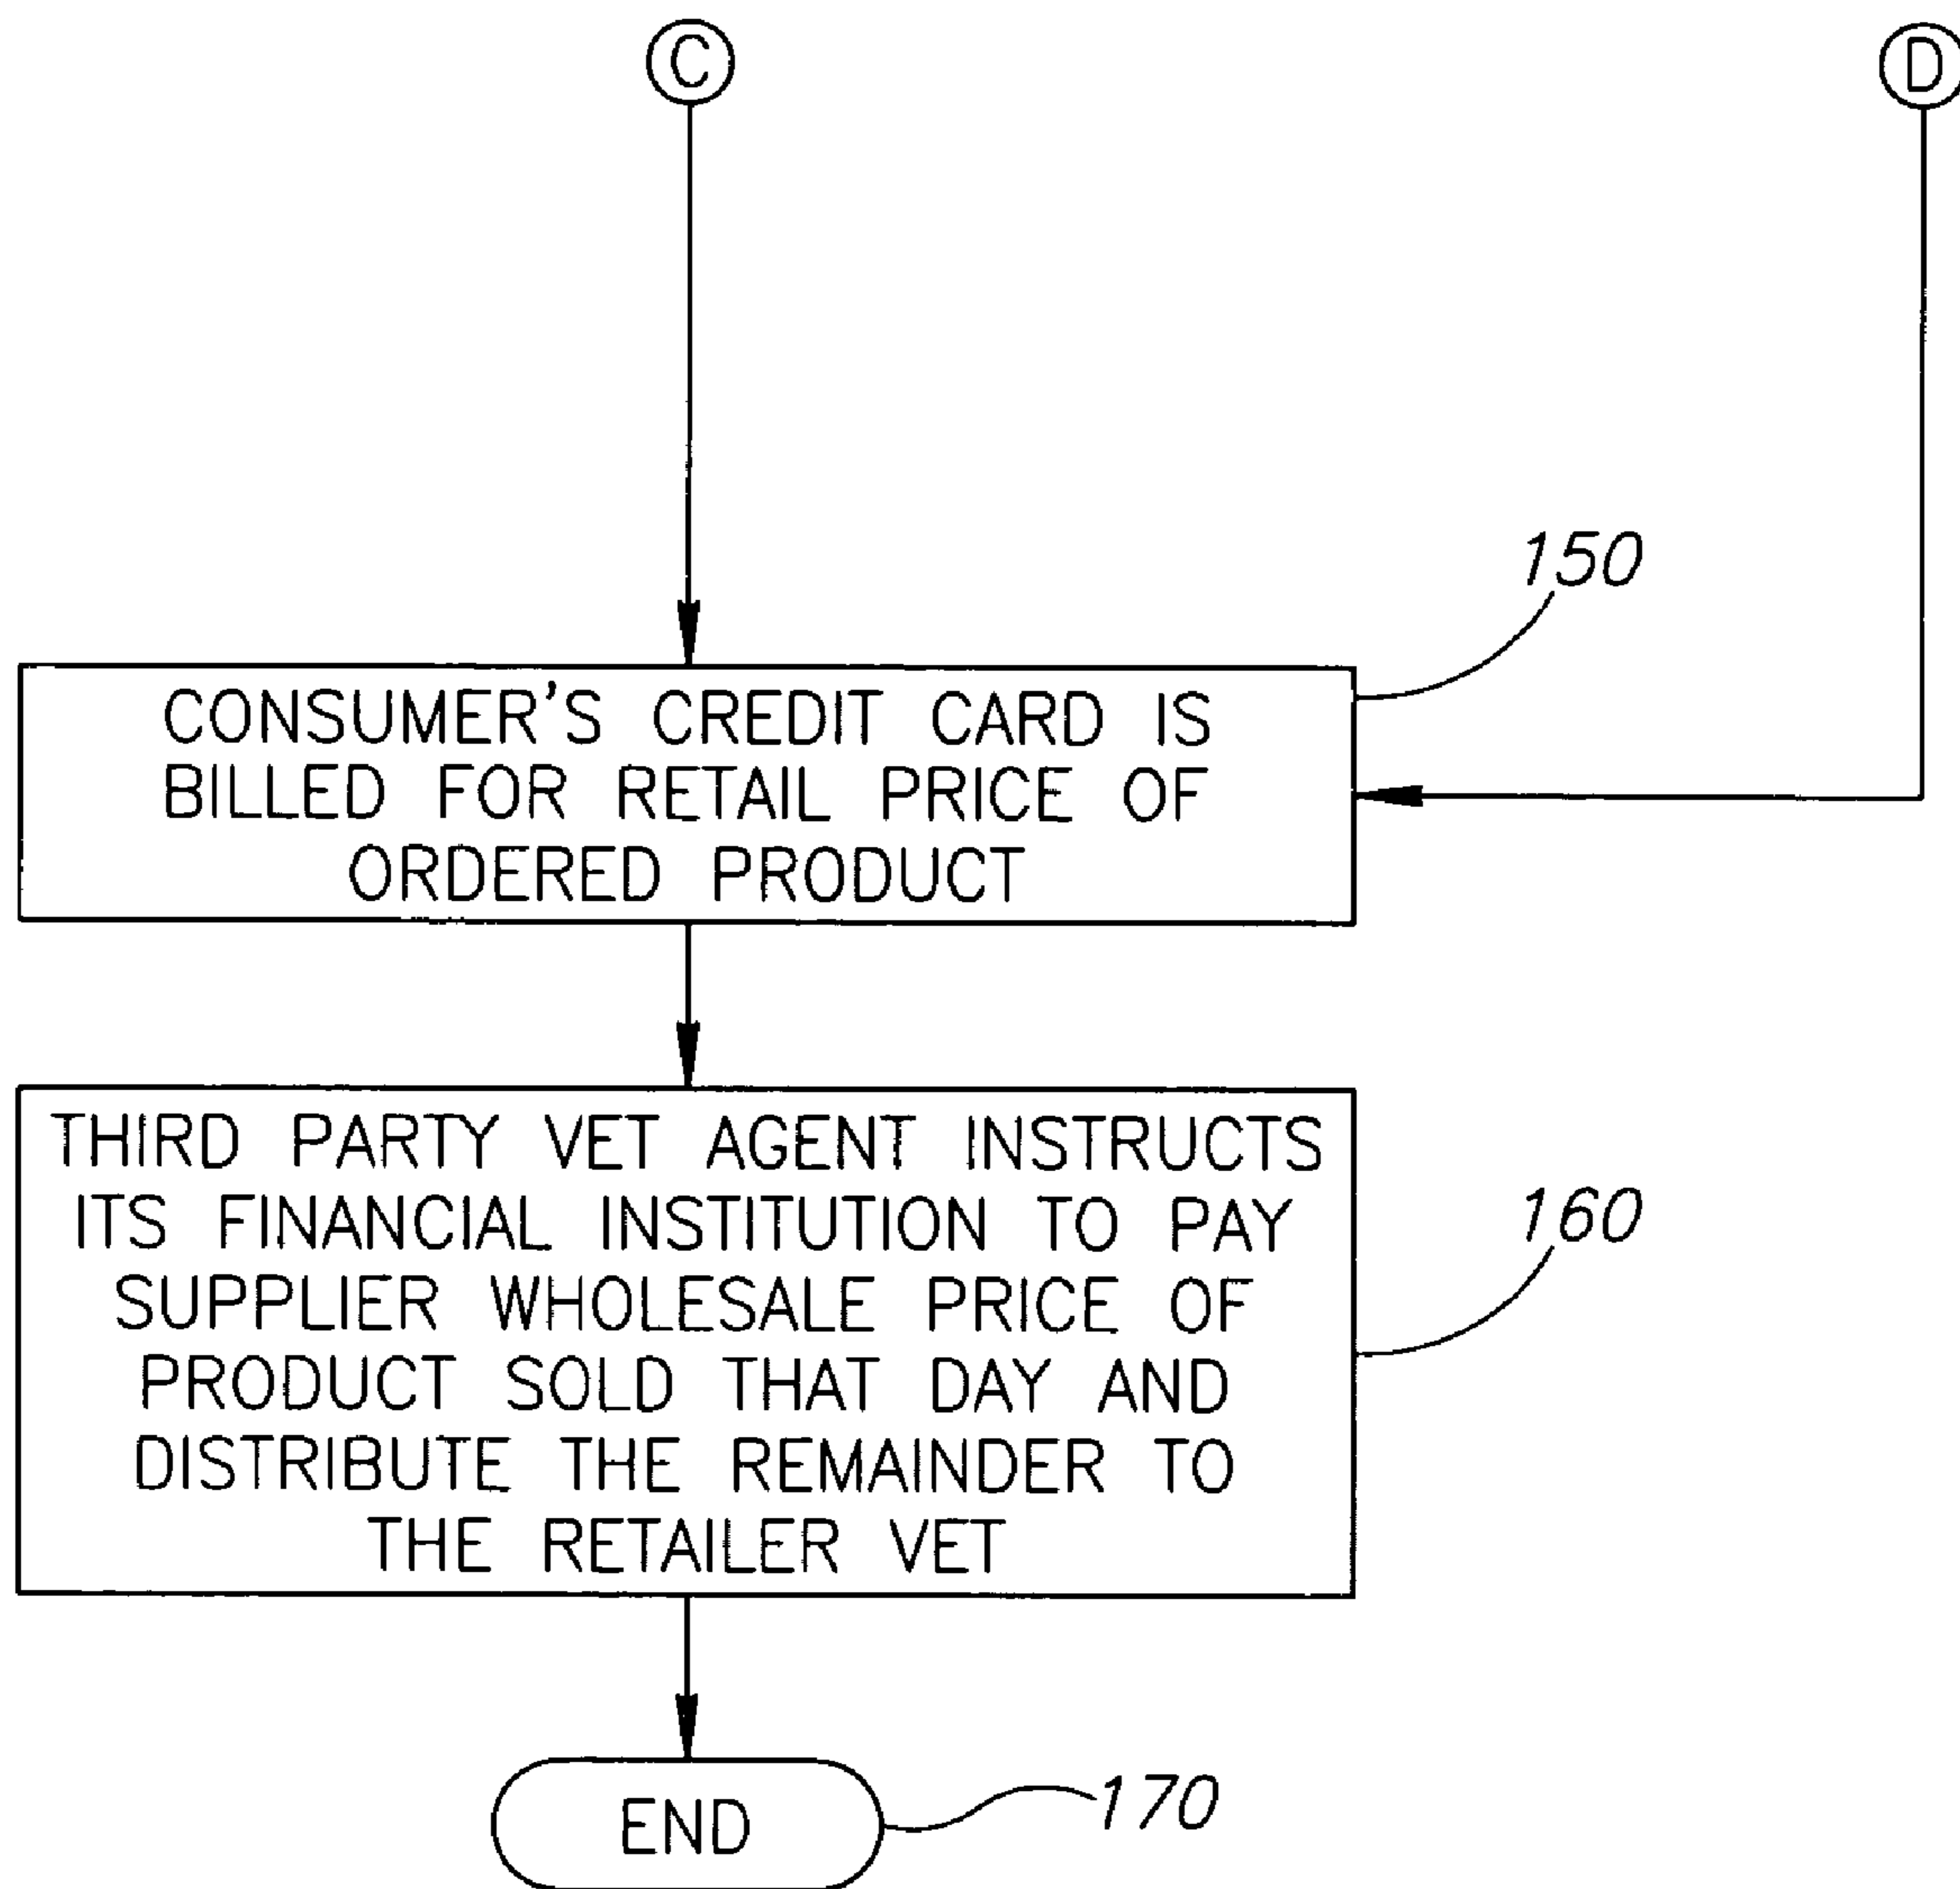 C
D
150
CONSUMER'S CREDIT CARD IS
BILLED FOR RETAIL PRICE OF
ORDERED PRODUCT
THIRD PARTY VET AGENT INSTRUCTS
ITS FINANCIAL INSTITUTION TO PAY
SUPPLIER WHOLESALE PRICE OF
PRODUCT SOLD THAT DAY AND
DISTRIBUTE THE REMAINDER TO
THE RETAILER VET
160
END
170